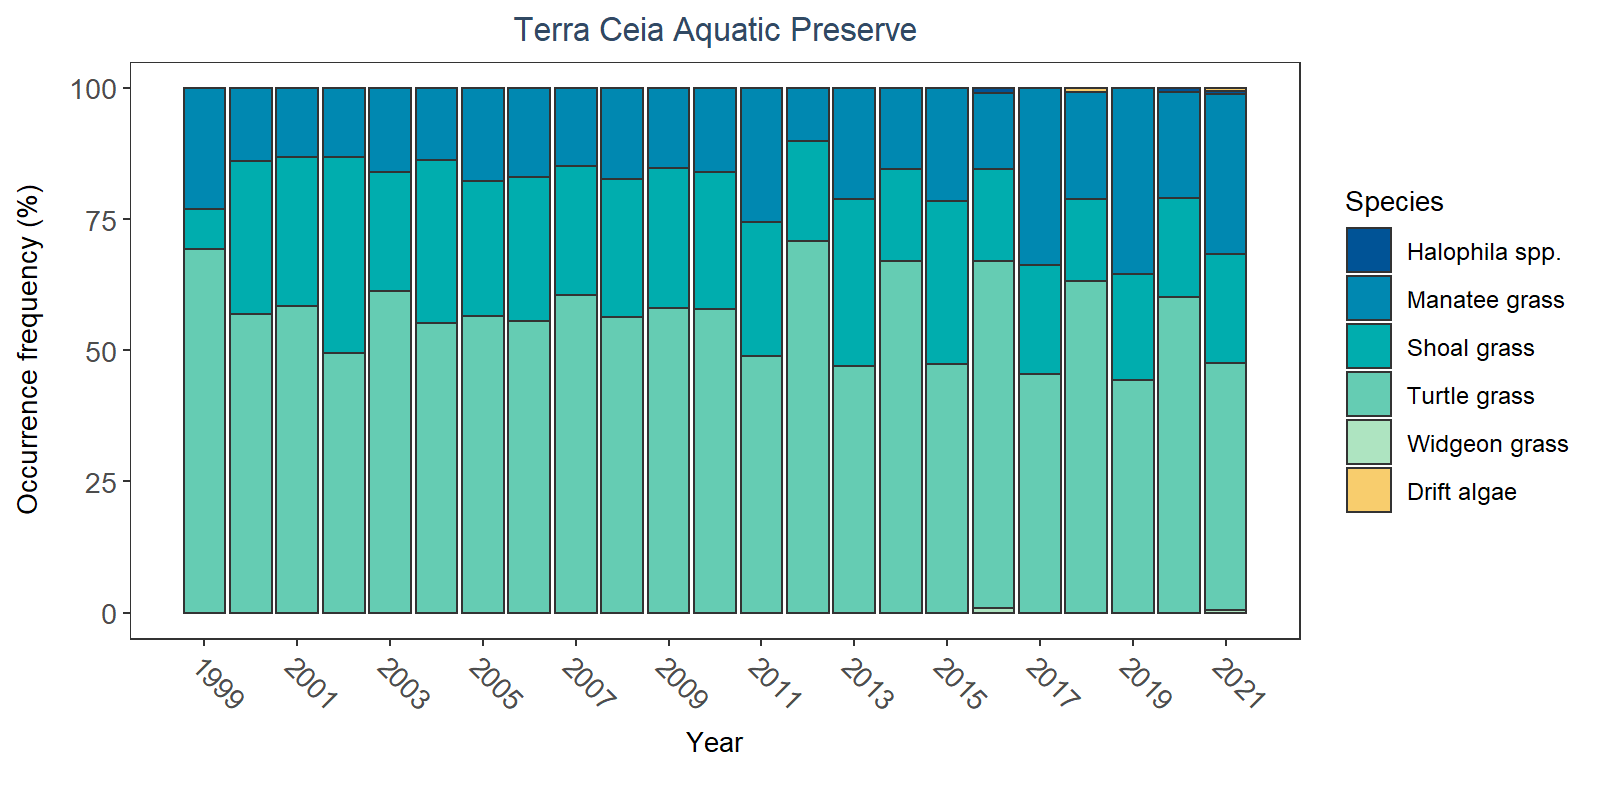 Terra Ceia Aquatic Preserve
Occurrence frequency (%)
100
75
50
25
0
1999
2001
2003
2005
2007
2009
2011
2013
2015
2017
2019
2021
Year
Species
Halophila spp.
Manatee grass
Shoal grass
Turtle grass
Widgeon grass
Drift algae